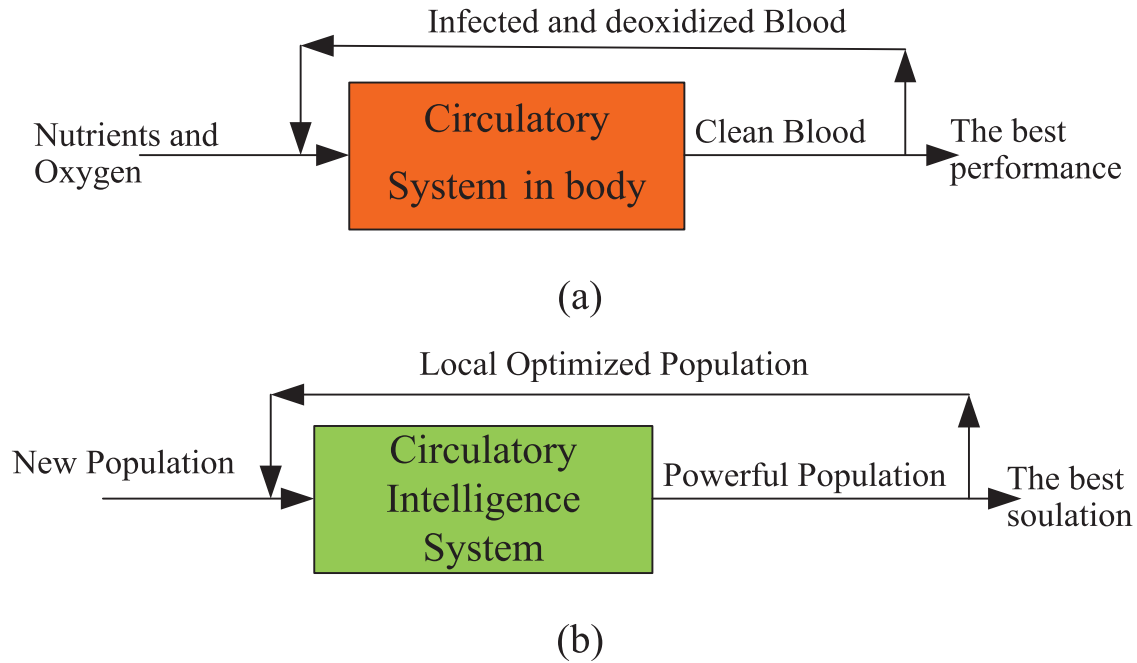 Infected and deoxidized Blood
Nutrients and
Oxygen
Circulatory
System in body
Clean Blood
The best
performance
(a)
Local Optimized Population
New Population
Circulatory
Intelligence
System
Powerful Population
The best
soulation
(b)